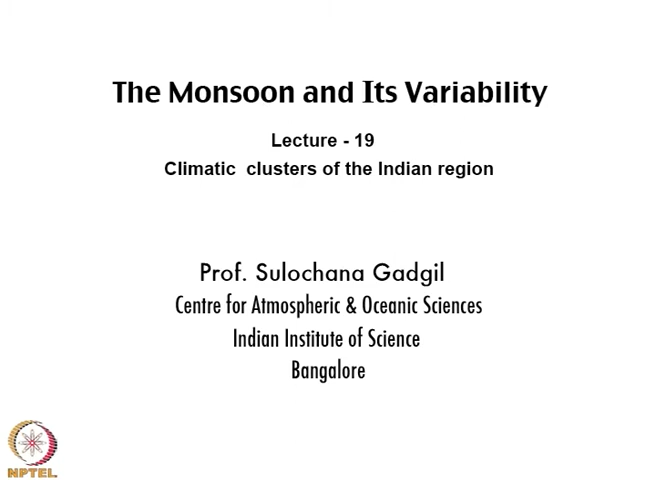 The Monsoon and Its Variability
Lecture - 19
Climatic clusters of the Indian region
Prof. Sulochana Gadgil
Centre for Atmospheric & Oceanic Sciences
Indian Institute of Science
Bangalore
NPTEL